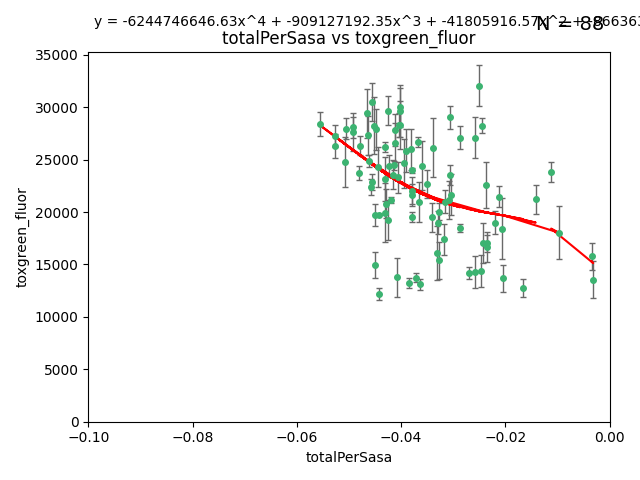 y = -6244746646.63x^4 + -909127192.35x^3 + -41805916.57x^2 +
N = 88
totalPerSasa vs toxgreen_fluor
35000
30000
25000
20000
15000
10000
5000
0
toxgreen_fluor
−0.10 −0.08 −0.06 −0.04 −0.02 0.00
totalPerSasa